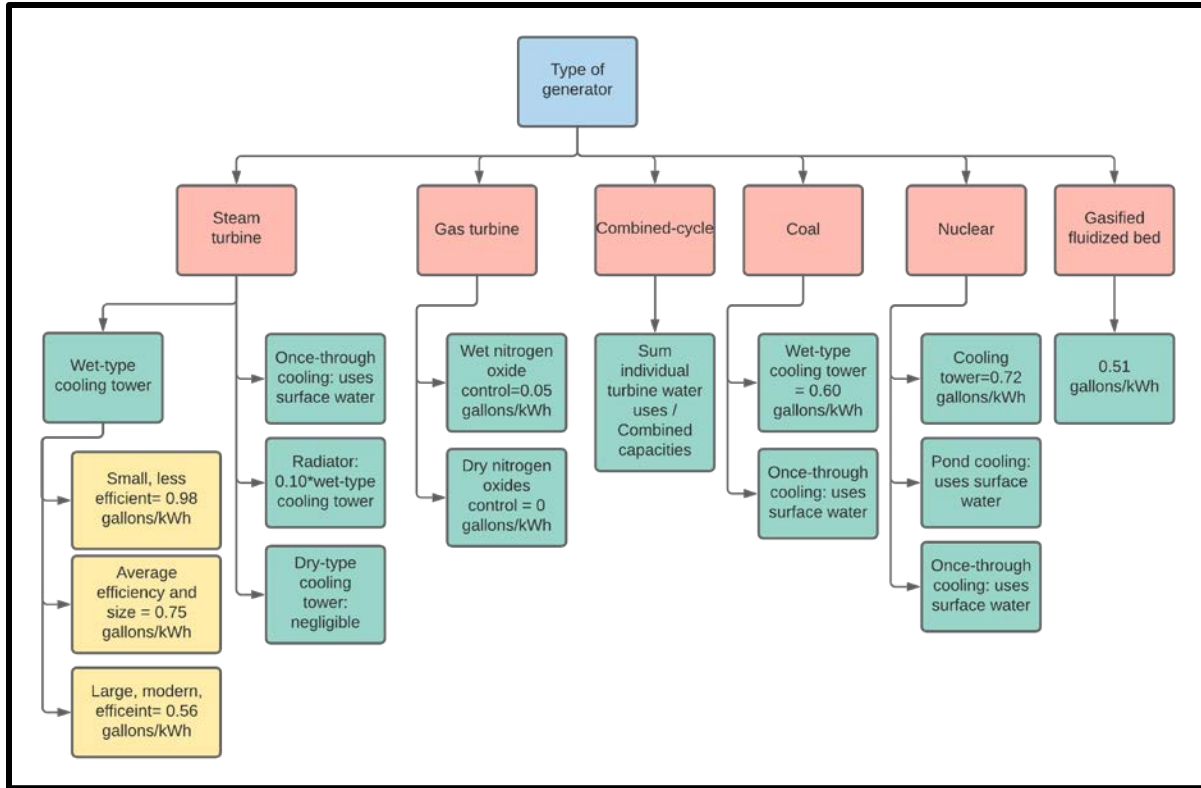 Type of
generator
Steam
turbine
Gas turbine
Combined-cycle
Coal
Nuclear
Gasified
fluidized bed
Wet-type
cooling tower
Once-through
cooling: uses
surface water
Wet nitrogen
oxide
control=0.05
gallons/kWh
Sum
individual
turbine water
uses /
Combined
capacities
Wet-type
cooling tower
= 0.60
gallons/kWh
Cooling
tower=0.72
gallons/kWh
0.51
gallons/kWh
Small, less
efficient= 0.98
gallons/kWh
Radiator:
0.10*wet-type
cooling tower
Dry nitrogen
oxides
control = 0
gallons/kWh
Once-through
cooling: uses
surface water
Pond cooling:
uses surface
water
Average
efficiency and
size = 0.75
gallons/kWh
Dry-type
cooling
tower:
negligible
Once-through
cooling: uses
surface water
Large, modern,
efficeint= 0.56
gallons/kWh